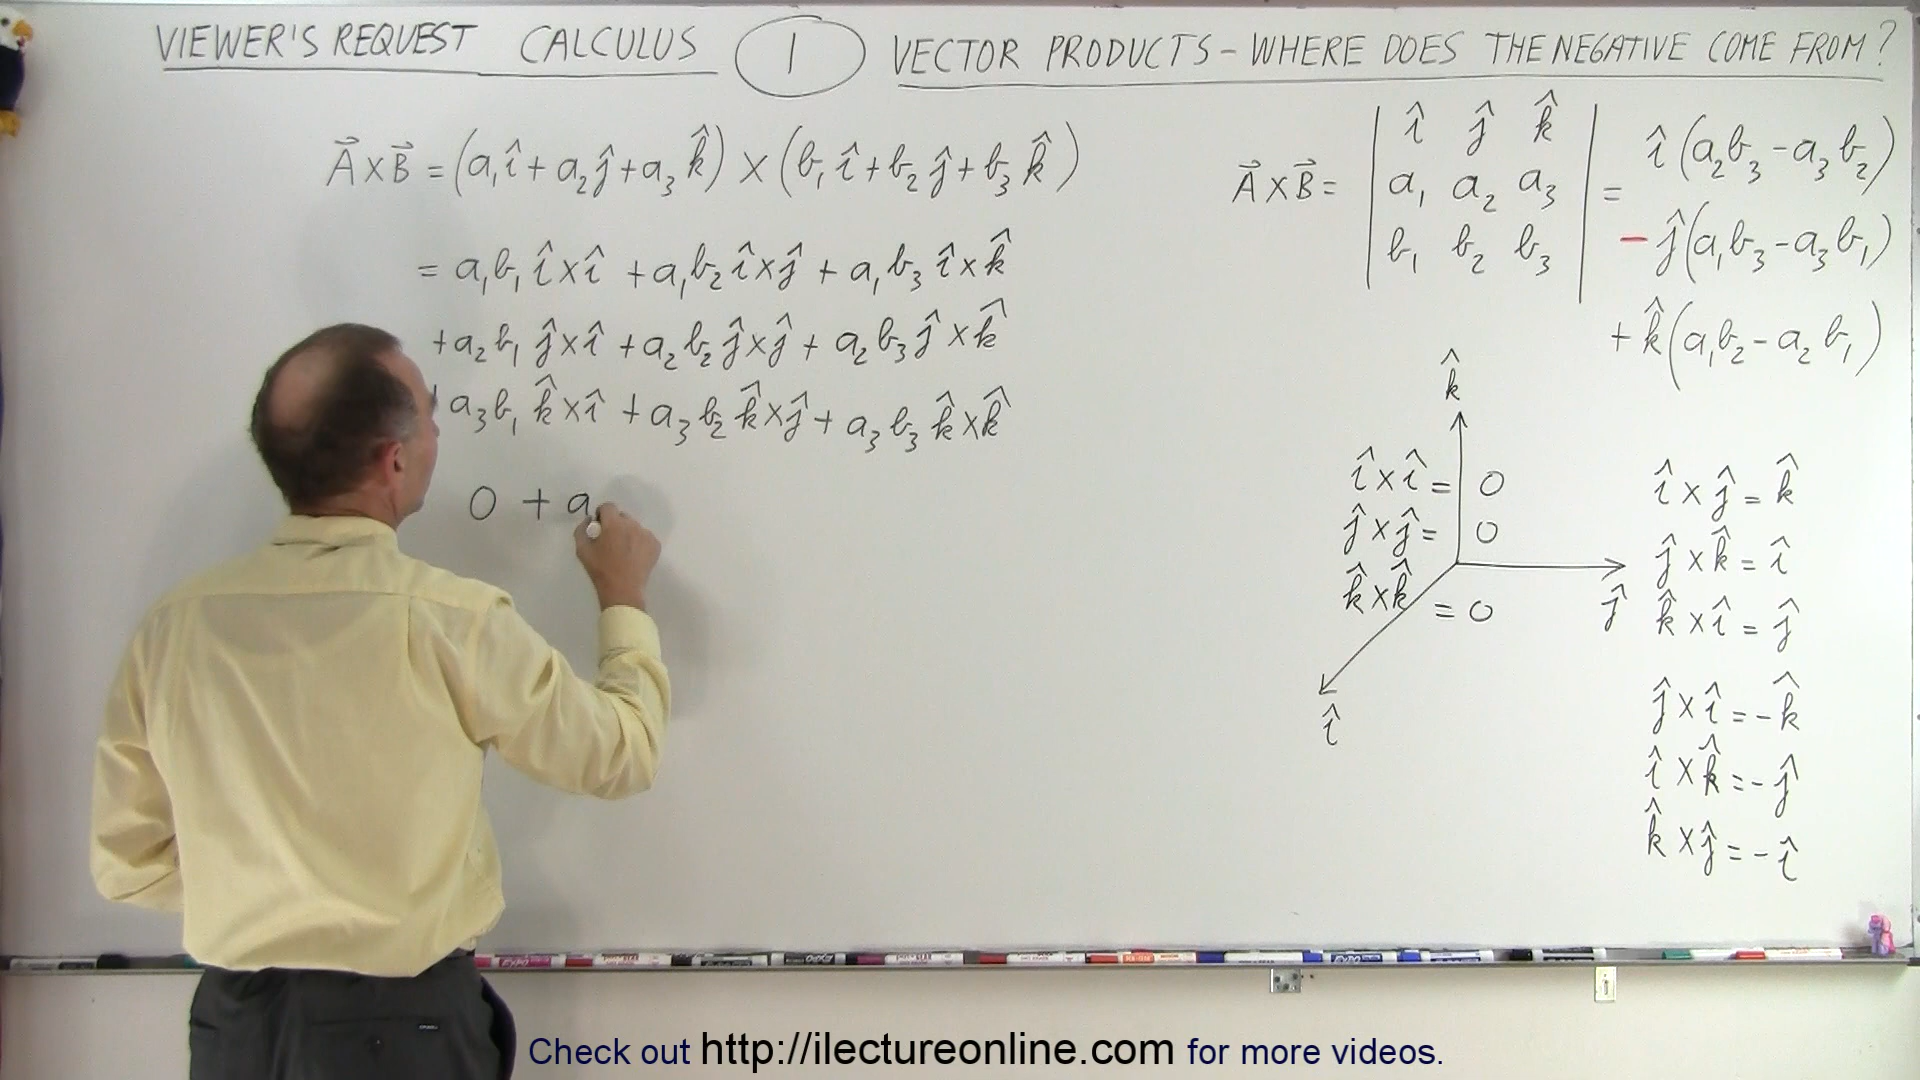 VIEWER'S REQUEST CALCULUS 1 VECTOR PRODUCTS - WHERE DOES THE NEGATIVE COME FROM?
A⃗ × B⃗ = (a₁î + a₂ĵ + a₃k̂) × (b₁î + b₂ĵ + b₃k̂)
= a₁b₁ î×î + a₁b₂ î×ĵ + a₁b₃ î×k̂
+ a₂b₁ ĵ×î + a₂b₂ ĵ×ĵ + a₂b₃ ĵ×k̂
+ a₃b₁ k̂×î + a₃b₂ k̂×ĵ + a₃b₃ k̂×k̂
0 + a
A⃗ × B⃗ = | î ĵ k̂ | = î(a₂b₃ - a₃b₂)
a₁ a₂ a₃
b₁ b₂ b₃
- ĵ(a₁b₃ - a₃b₁)
+ k̂(a₁b₂ - a₂b₁)
k̂
î×î = 0
ĵ×ĵ = 0
k̂×k̂ = 0
ĵ
î
î×ĵ = k̂
ĵ×k̂ = î
k̂×î = ĵ
ĵ×î = -k̂
î×k̂ = -ĵ
k̂×ĵ = -î
Check out http://ilectureonline.com for more videos.